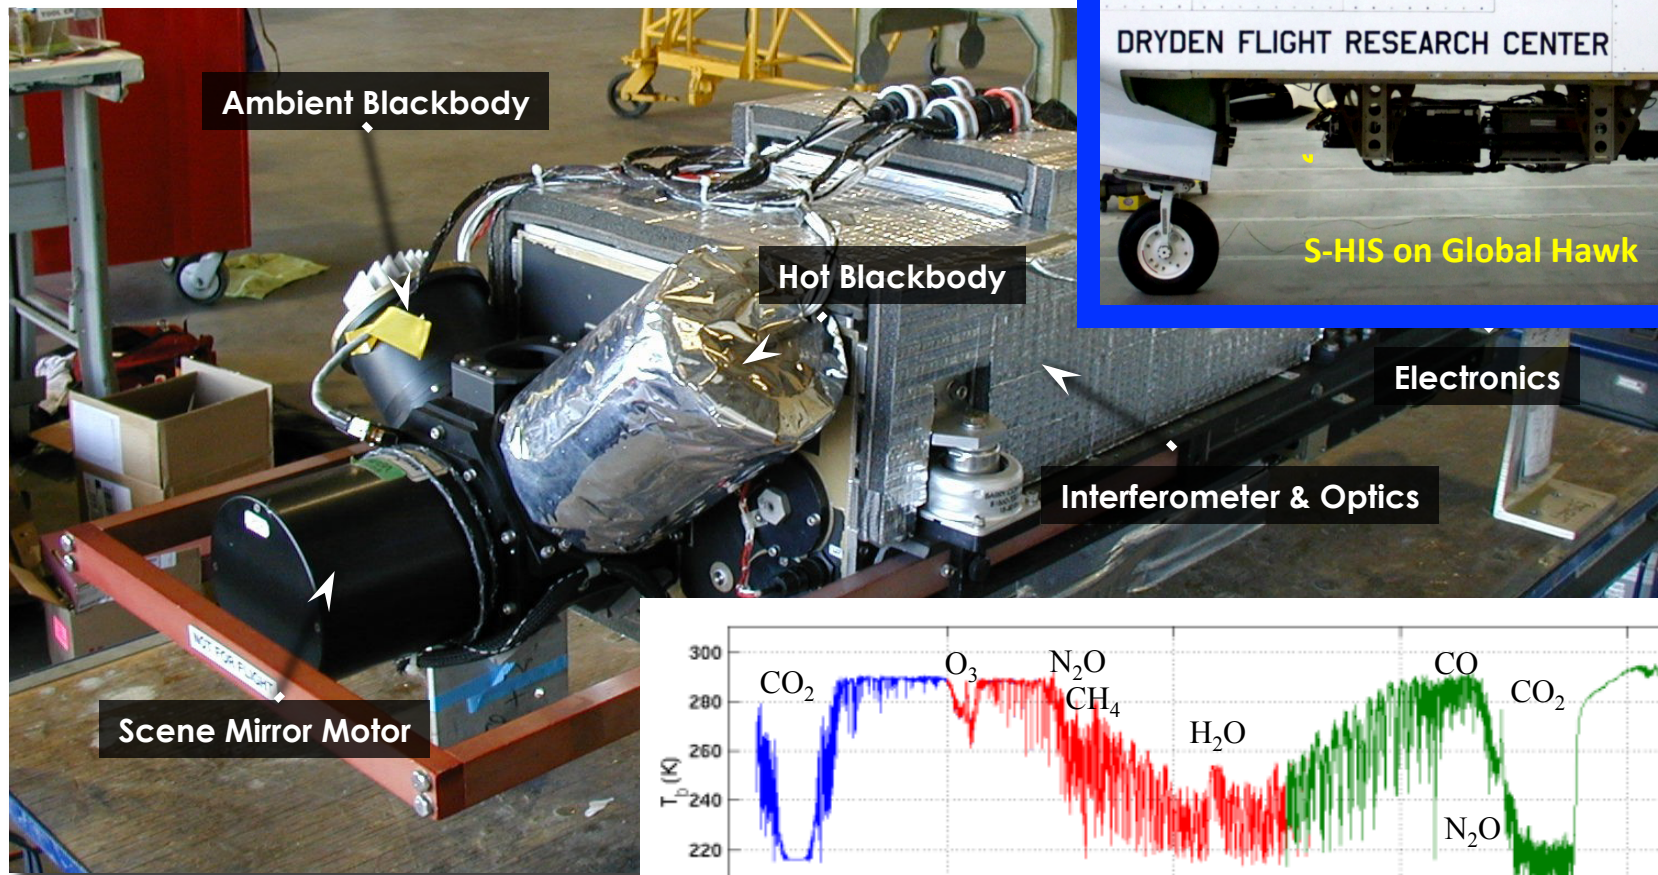 Ambient Blackbody
DRYDEN FLIGHT RESEARCH CENTER
S-HIS on Global Hawk
Hot Blackbody
Electronics
Interferometer & Optics
NOT FOR FLIGHT
Scene Mirror Motor
300
280
260
240
220
T_b (K)
CO₂
O₃
N₂O
CH₄
H₂O
CO
CO₂
N₂O